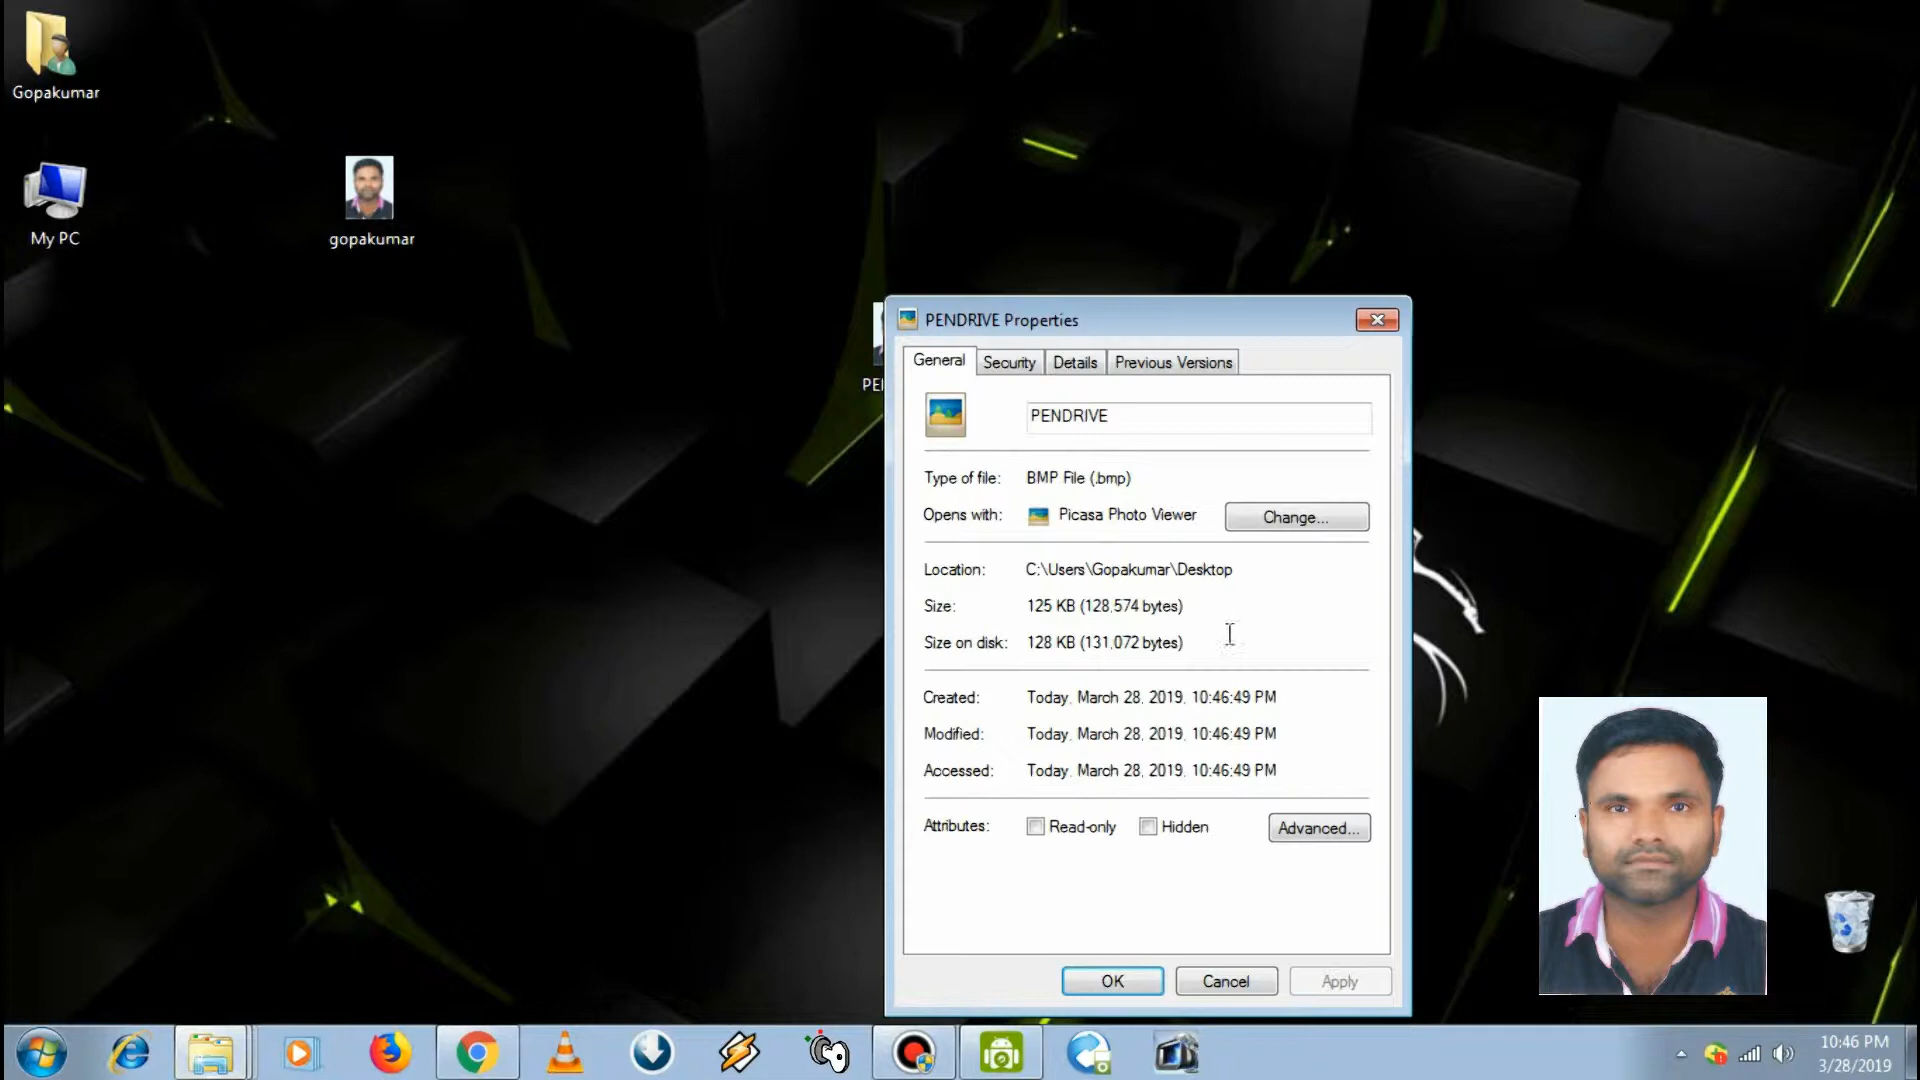 Gopakumar
My PC
gopakumar
PENDRIVE Properties
General
Security
Details
Previous Versions
PENDRIVE
Type of file:
BMP File (.bmp)
Opens with:
Picasa Photo Viewer
Change...
Location:
C:\Users\Gopakumar\Desktop
Size:
125 KB (128,574 bytes)
Size on disk:
128 KB (131,072 bytes)
Created:
Today, March 28, 2019, 10:46:49 PM
Modified:
Today, March 28, 2019, 10:46:49 PM
Accessed:
Today, March 28, 2019, 10:46:49 PM
Attributes:
Read-only
Hidden
Advanced...
OK
Cancel
Apply
10:46 PM
3/28/2019